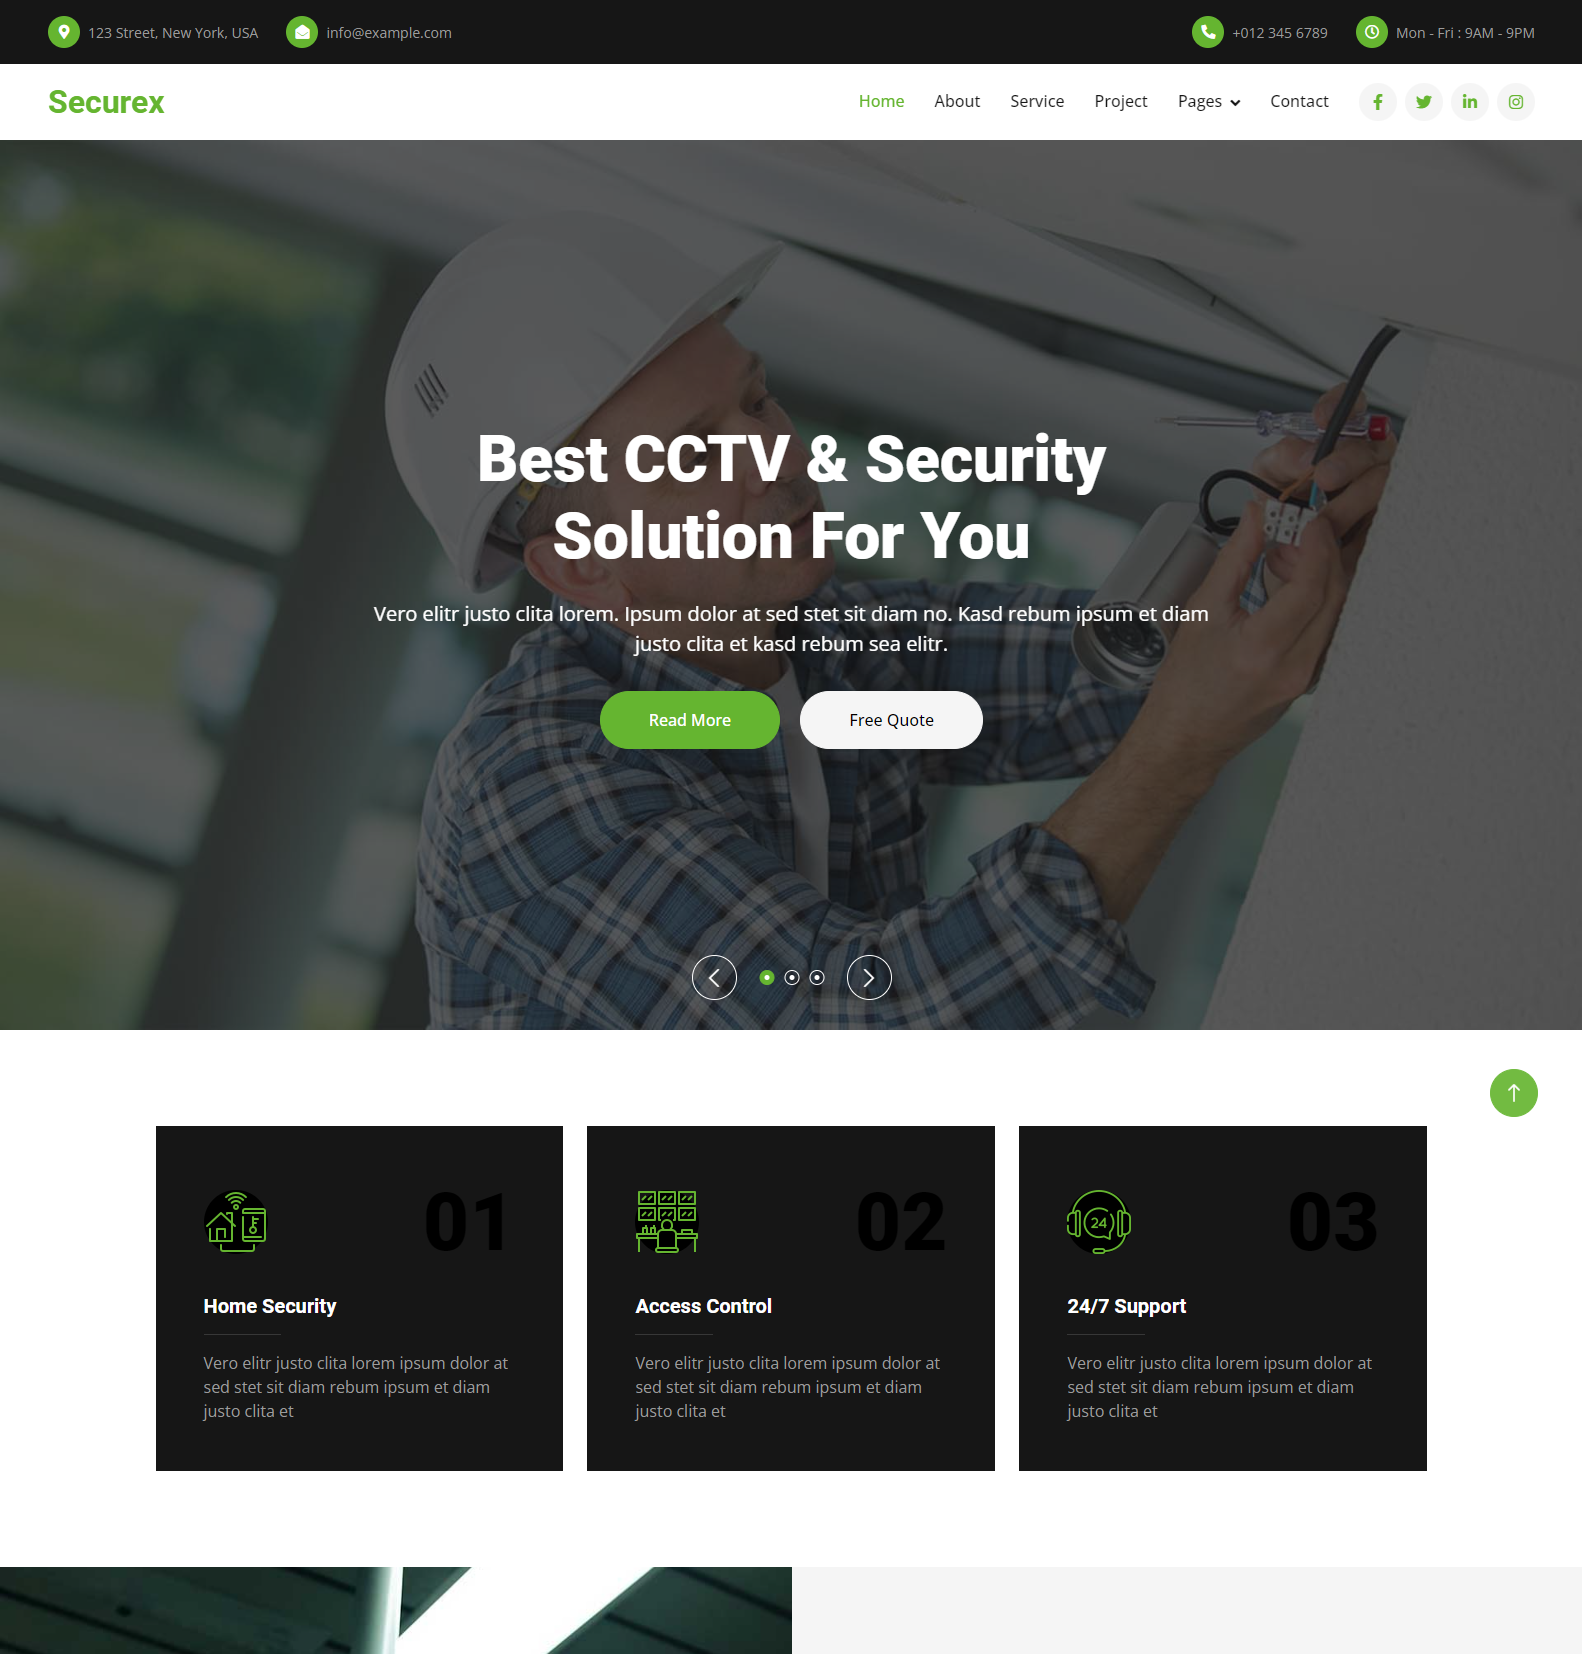 123 Street, New York, USA
info@example.com
+012 345 6789
Mon - Fri : 9AM - 9PM
Securex
Home
About
Service
Project
Pages
Contact
Best CCTV & Security
Solution For You
Vero elitr justo clita lorem. Ipsum dolor at sed stet sit diam no. Kasd rebum ipsum et diam
justo clita et kasd rebum sea elitr.
Read More
Free Quote
01
Home Security
Vero elitr justo clita lorem ipsum dolor at
sed stet sit diam rebum ipsum et diam
justo clita et
02
Access Control
Vero elitr justo clita lorem ipsum dolor at
sed stet sit diam rebum ipsum et diam
justo clita et
24
03
24/7 Support
Vero elitr justo clita lorem ipsum dolor at
sed stet sit diam rebum ipsum et diam
justo clita et